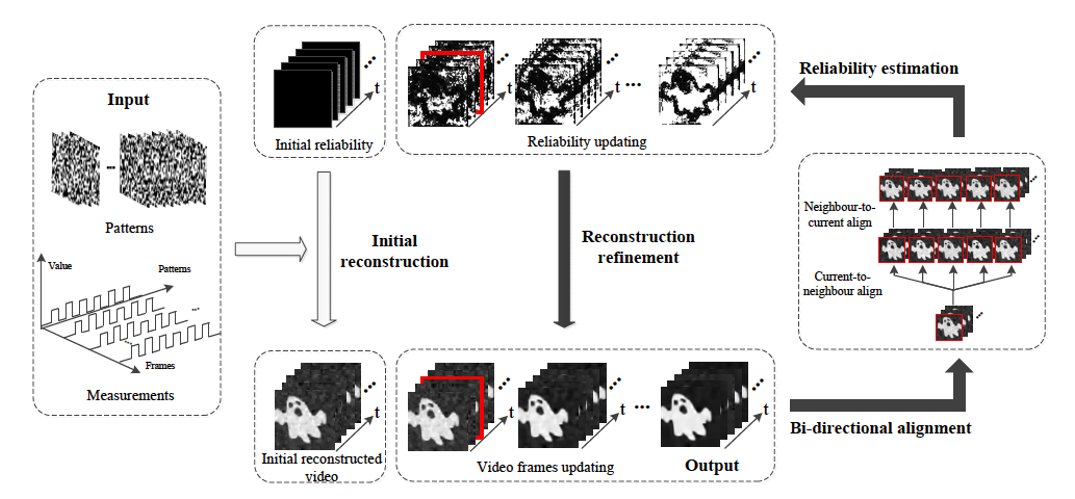 Input
Patterns
Value
Patterns
...
Frames
Measurements
Initial reliability
t
Reliability updating
t
t
...
t
Initial
reconstruction
Reconstruction
refinement
Initial reconstructed
video
t
Video frames updating
t
t
...
Output
t
Reliability estimation
Neighbour-to-
current align
Current-to-
neighbour align
Bi-directional alignment